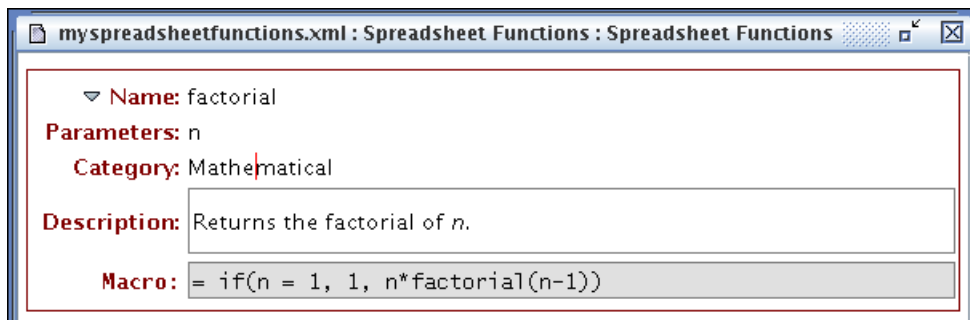 myspreadsheetfunctions.xml : Spreadsheet Functions : Spreadsheet Functions
Name: factorial
Parameters: n
Category: Mathematical
Description: Returns the factorial of n.
Macro: = if(n = 1, 1, n*factorial(n-1))